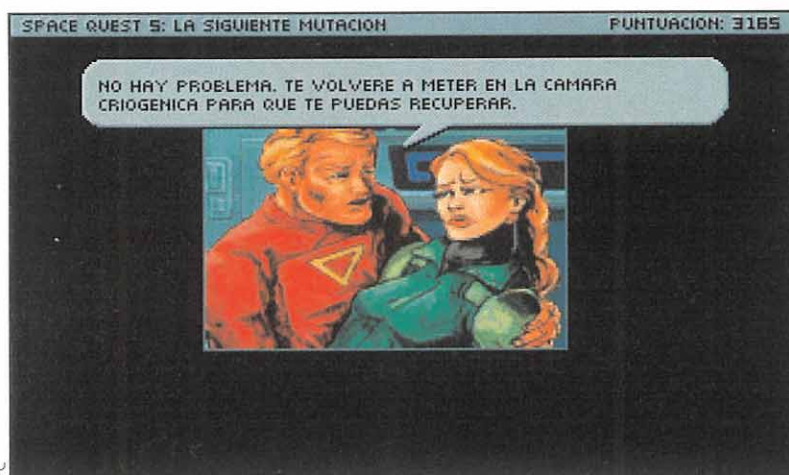 SPACE QUEST 5: LA SIGUIENTE MUTACION PUNTUACION: 3165
NO HAY PROBLEMA. TE VOLVERE A METER EN LA CAMARA
CRIOGENICA PARA QUE TE PUEDAS RECUPERAR.